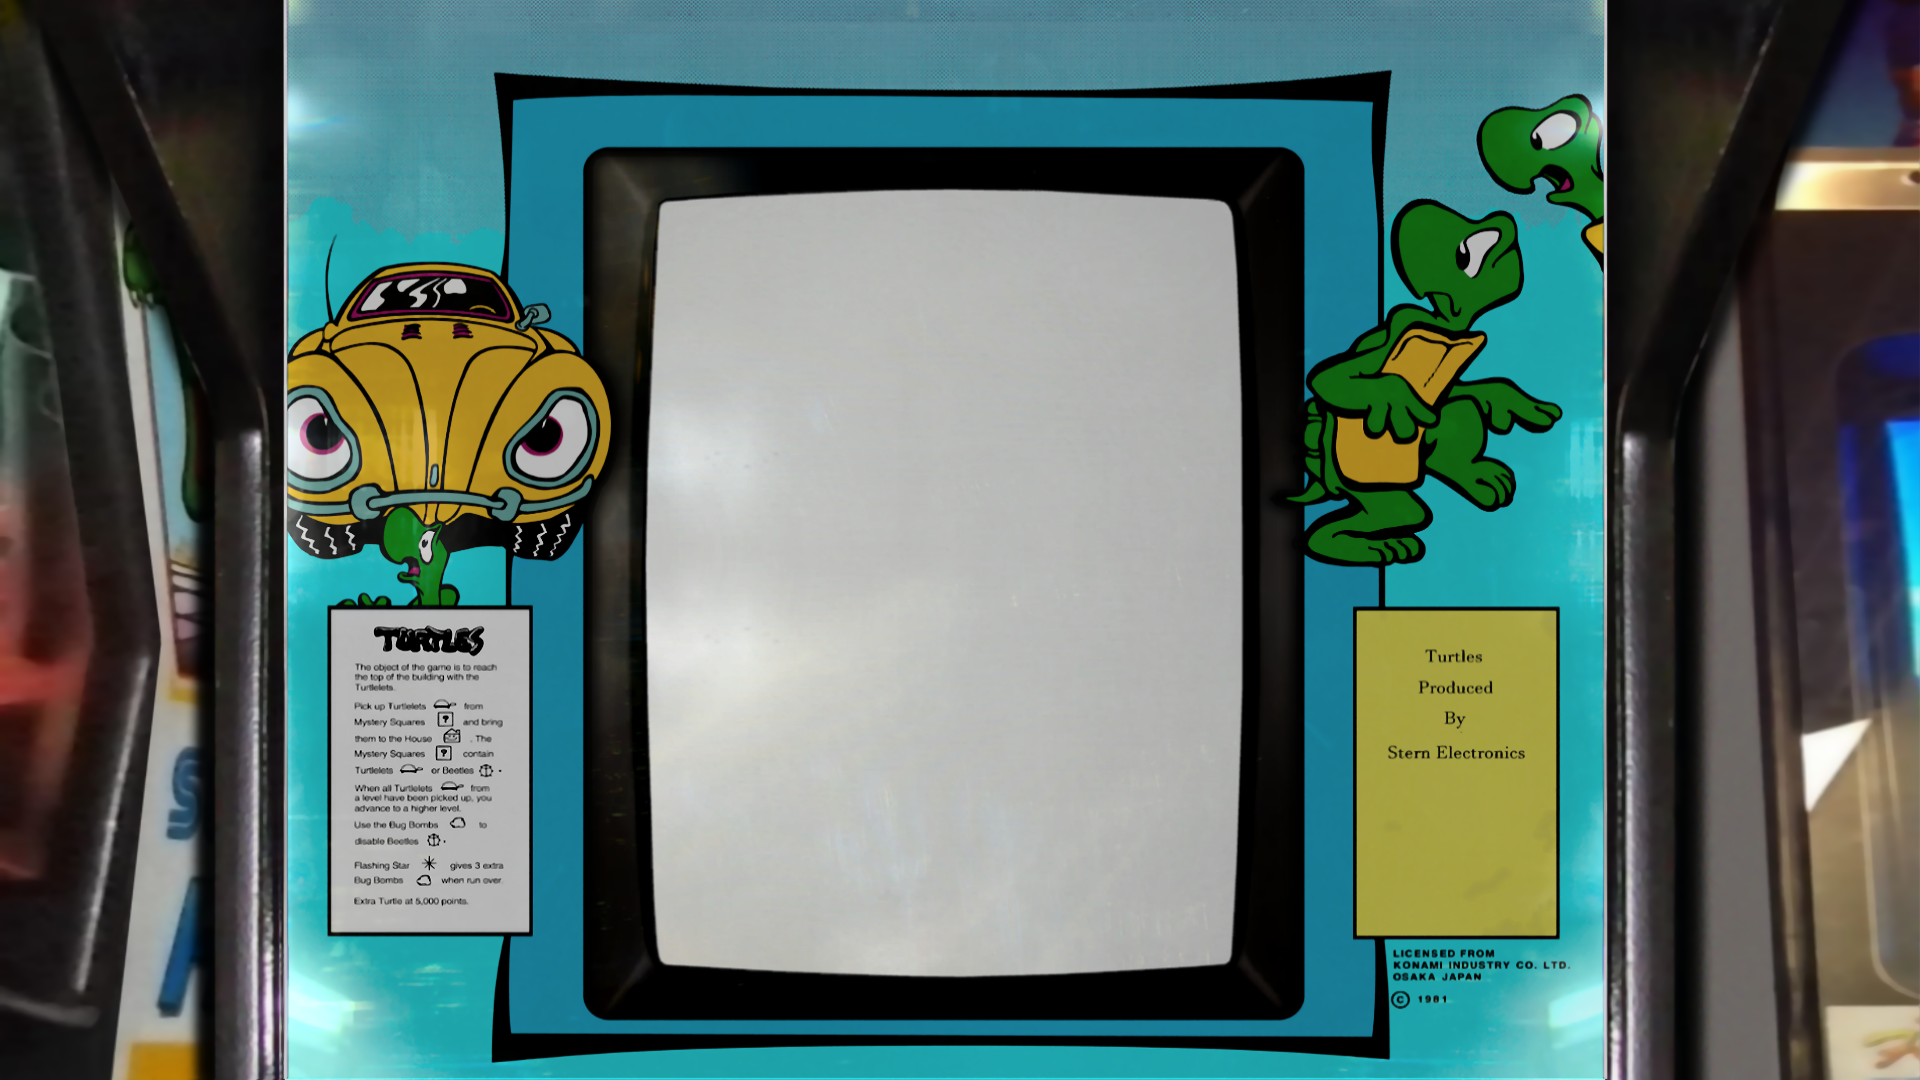 TURTLES
The object of the game is to reach
the top of the building with the
Turtlelets.
Pick up Turtlelets from
Mystery Squares ? and bring
them to the House . The
Mystery Squares ? contain
Turtlelets or Beetles .
When all Turtlelets from
a level have been picked up, you
advance to a higher level.
Use the Bug Bombs to
disable Beetles .
Flashing Star gives 3 extra
Bug Bombs when run over.
Extra Turtle at 5,000 points.
Turtles
Produced
By
Stern Electronics
LICENSED FROM
KONAMI INDUSTRY CO. LTD.
OSAKA JAPAN
© 1981